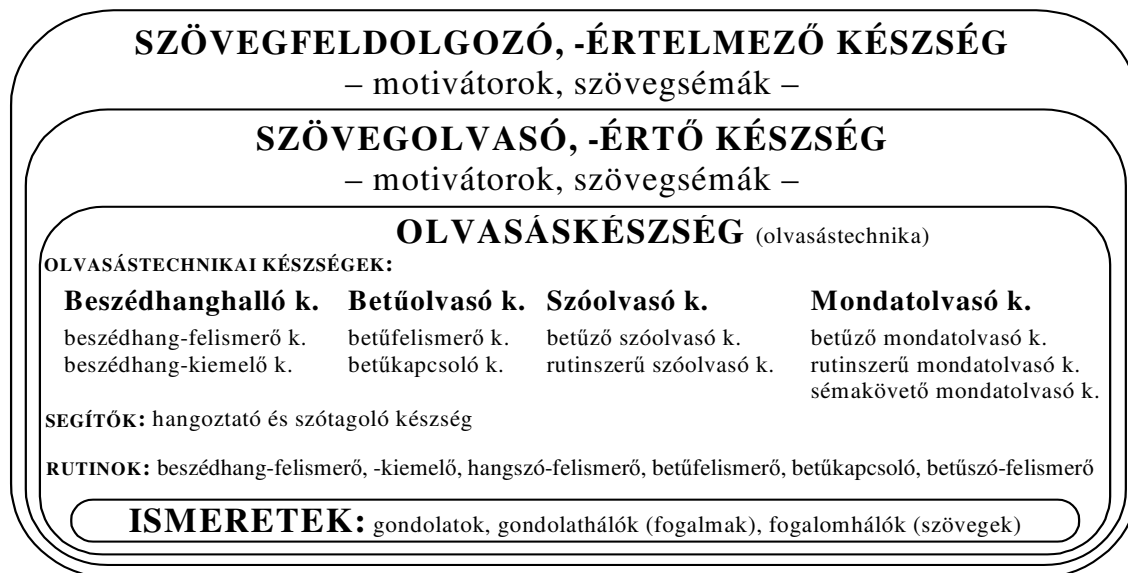 SZÖVEGFELDOLGOZÓ, -ÉRTELMEZŐ KÉSZSÉG
– motivátorok, szövegsémák –
SZÖVEGOLVASÓ, -ÉRTŐ KÉSZSÉG
– motivátorok, szövegsémák –
OLVASÁSKÉSZSÉG (olvasástechnika)
OLVASÁSTECHNIKAI KÉSZSÉGEK:
Beszédhanghalló k. Betűolvasó k. Szóolvasó k. Mondatolvasó k.
beszédhang-felismerő k. betűfelismerő k. betűző szóolvasó k. betűző mondatolvasó k.
beszédhang-kiemelő k. betűkapcsoló k. rutinszerű szóolvasó k. rutinszerű mondatolvasó k.
sémakövető mondatolvasó k.
SEGÍTŐK: hangoztató és szótagoló készség
RUTINOK: beszédhang-felismerő, -kiemelő, hangszó-felismerő, betűfelismerő, betűkapcsoló, betűszó-felismerő
ISMERETEK: gondolatok, gondolathálók (fogalmak), fogalomhálók (szövegek)